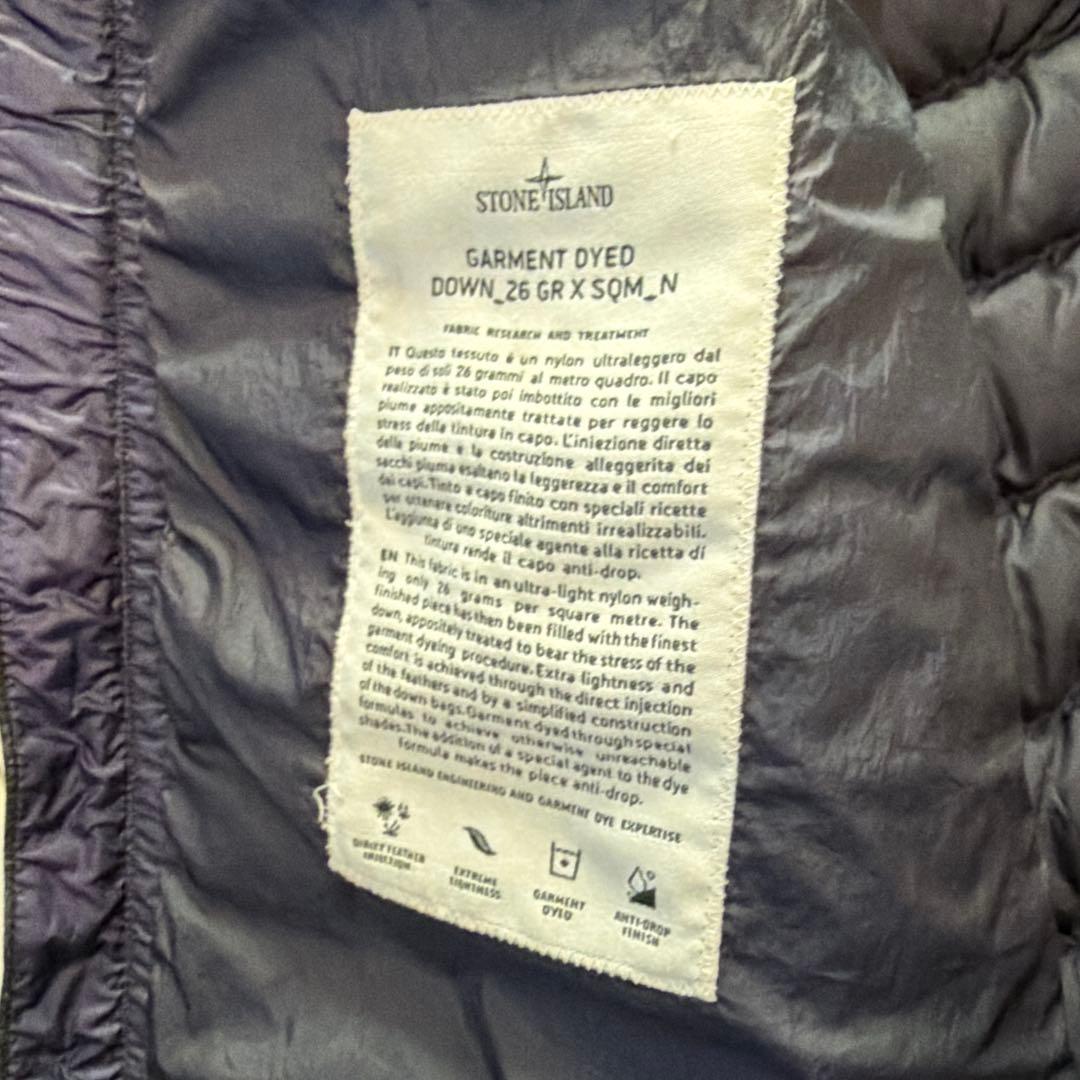 STONE ISLAND
GARMENT DYED
DOWN_26 GR X SQM_N
FABRIC RESEARCH AND TREATMENT
IT Questo tessuto è un nylon ultraleggero dal
peso di soli 26 grammi al metro quadro. Il capo
realizzato è stato poi imbottito con le migliori
piume appositamente trattate per reggere lo
stress della tintura in capo. L'iniezione diretta
delle piume e la costruzione alleggerita dei
sacchi piuma esaltano la leggerezza e il comfort
dei capi. Tinto a capo finito con speciali ricette
per ottenere coloriture altrimenti irrealizzabili.
L'aggiunta di uno speciale agente alla ricetta di
tintura rende il capo anti-drop.
EN This fabric is in an ultra-light nylon weigh-
ing only 26 grams per square metre. The
finished piece has then been filled with the finest
down, appositely treated to bear the stress of the
garment dyeing procedure. Extra lightness and
comfort is achieved through the direct injection
of the feathers and by a simplified construction
of the down bags. Garment dyed through special
formulas to achieve otherwise unreachable
shades. The addition of a special agent to the dye
formula makes the piece anti-drop.
STONE ISLAND ENGINEERING AND GARMENT DYE EXPERTISE
DIRECT FEATHER
INJECTION
EXTREME
LIGHTNESS
GARMENT
DYED
ANTI-DROP
FINISH